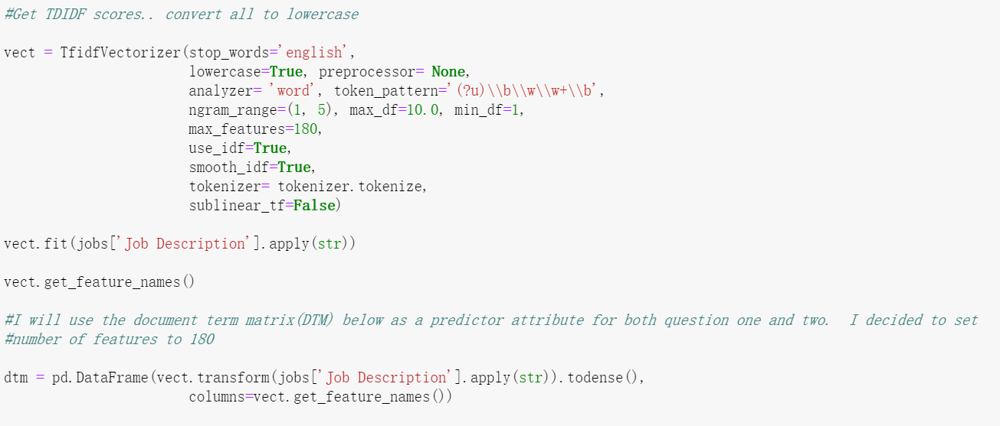 #Get TDIDF scores.. convert all to lowercase
vect = TfidfVectorizer(stop_words='english',
lowercase=True, preprocessor= None,
analyzer= 'word', token_pattern='(?u)\\b\\w\\w+\\b',
ngram_range=(1, 5), max_df=10.0, min_df=1,
max_features=180,
use_idf=True,
smooth_idf=True,
tokenizer= tokenizer.tokenize,
sublinear_tf=False)
vect.fit(jobs['Job Description'].apply(str))
vect.get_feature_names()
#I will use the document term matrix(DTM) below as a predictor attribute for both question one and two.  I decided to set
#number of features to 180
dtm = pd.DataFrame(vect.transform(jobs['Job Description'].apply(str)).todense(),
columns=vect.get_feature_names())